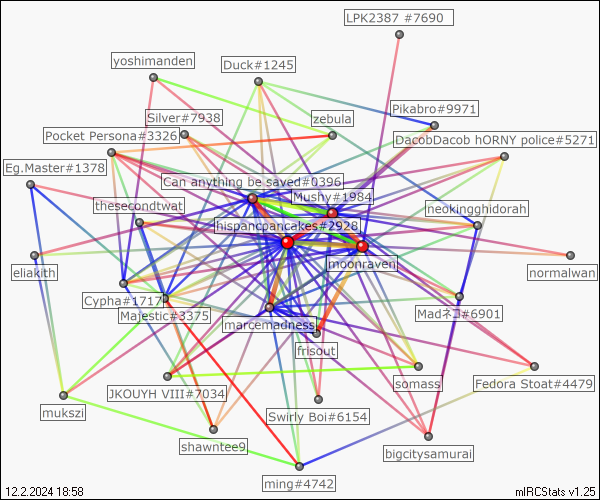 LPK2387 #7690
yoshimanden
Duck#1245
Silver#7938
zebula
Pikabro#9971
Pocket Persona#3326
DacobDacob hORNY police#5271
Eg.Master#1378
Can anything be saved#0396
Mushy#1984
thesecondtwat
neokingghidorah
hispancpancakes#2928
moonraven
eliakith
normalwan
Cypha#1717
Majestic#3375
Madネコ#6901
marcemadness
frisout
JKOUYH VIII#7034
somass
Fedora Stoat#4479
mukszi
Swirly Boi#6154
shawntee9
bigcitysamurai
ming#4742
12.2.2024 18:58
mIRCStats v1.25